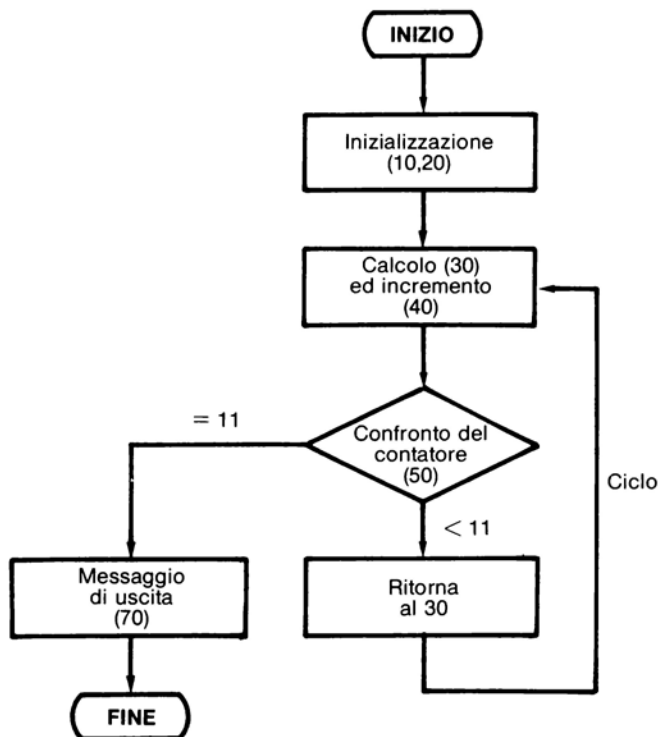 INIZIO
Inizializzazione
(10,20)
Calcolo (30)
ed incremento
(40)
Confronto del
contatore
(50)
= 11
< 11
Ciclo
Messaggio
di uscita
(70)
Ritorna
al 30
FINE